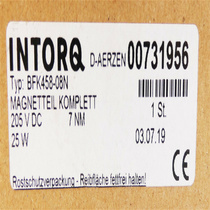 INTORQ D-AERZEN 00731956
Typ: BFK458-08N
MAGNETTEIL KOMPLETT 1 St.
205 V DC 7 NM
25 W 03.07.19
CE
Rostschutzverpackung - Reibfläche fettfrei halten!